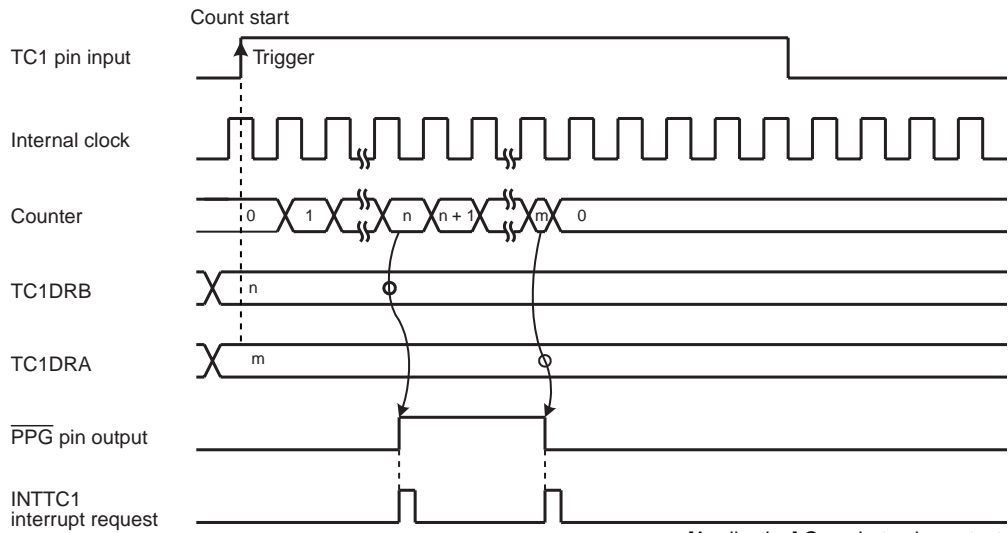 Count start
TC1 pin input
Trigger
Internal clock
Counter
0 1 n n + 1 m 0
TC1DRB
n
TC1DRA
m
PPG pin output
INTTC1
interrupt request